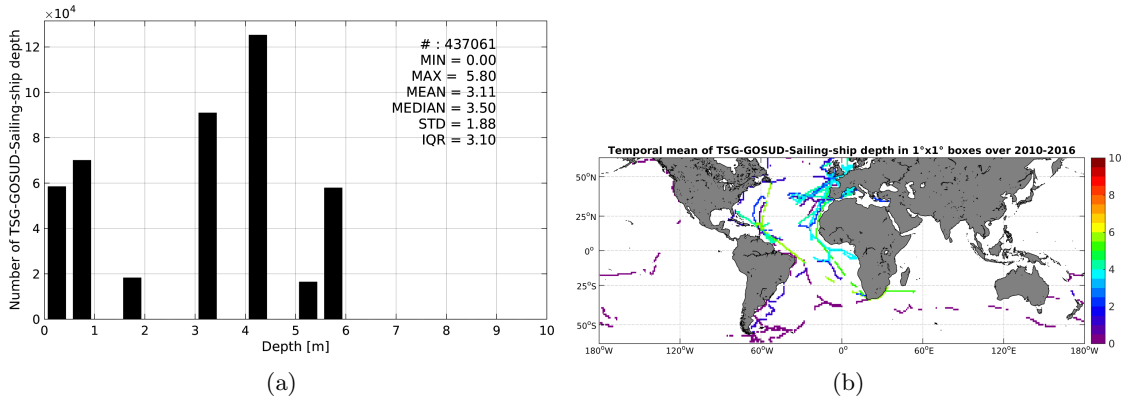 ×10⁴
12
10
8
6
4
2
0
Number of TSG-GOSUD-Sailing-ship depth
# : 437061
MIN = 0.00
MAX = 5.80
MEAN = 3.11
MEDIAN = 3.50
STD = 1.88
IQR = 3.10
0 1 2 3 4 5 6 7 8 9 10
Depth [m]
(a)
Temporal mean of TSG-GOSUD-Sailing-ship depth in 1°x1° boxes over 2010-2016
50°N
25°N
0°
25°S
50°S
180°W 120°W 60°W 0° 60°E 120°E 180°W
10
8
6
4
2
0
(b)